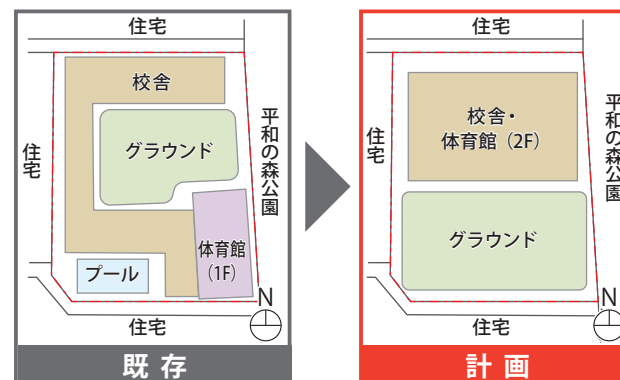 住宅
校舎
グラウンド
住宅
平和の森公園
体育館
(1F)
プール
N
住宅
既存
住宅
校舎・
体育館（2F）
住宅
平和の森公園
グラウンド
N
住宅
計画